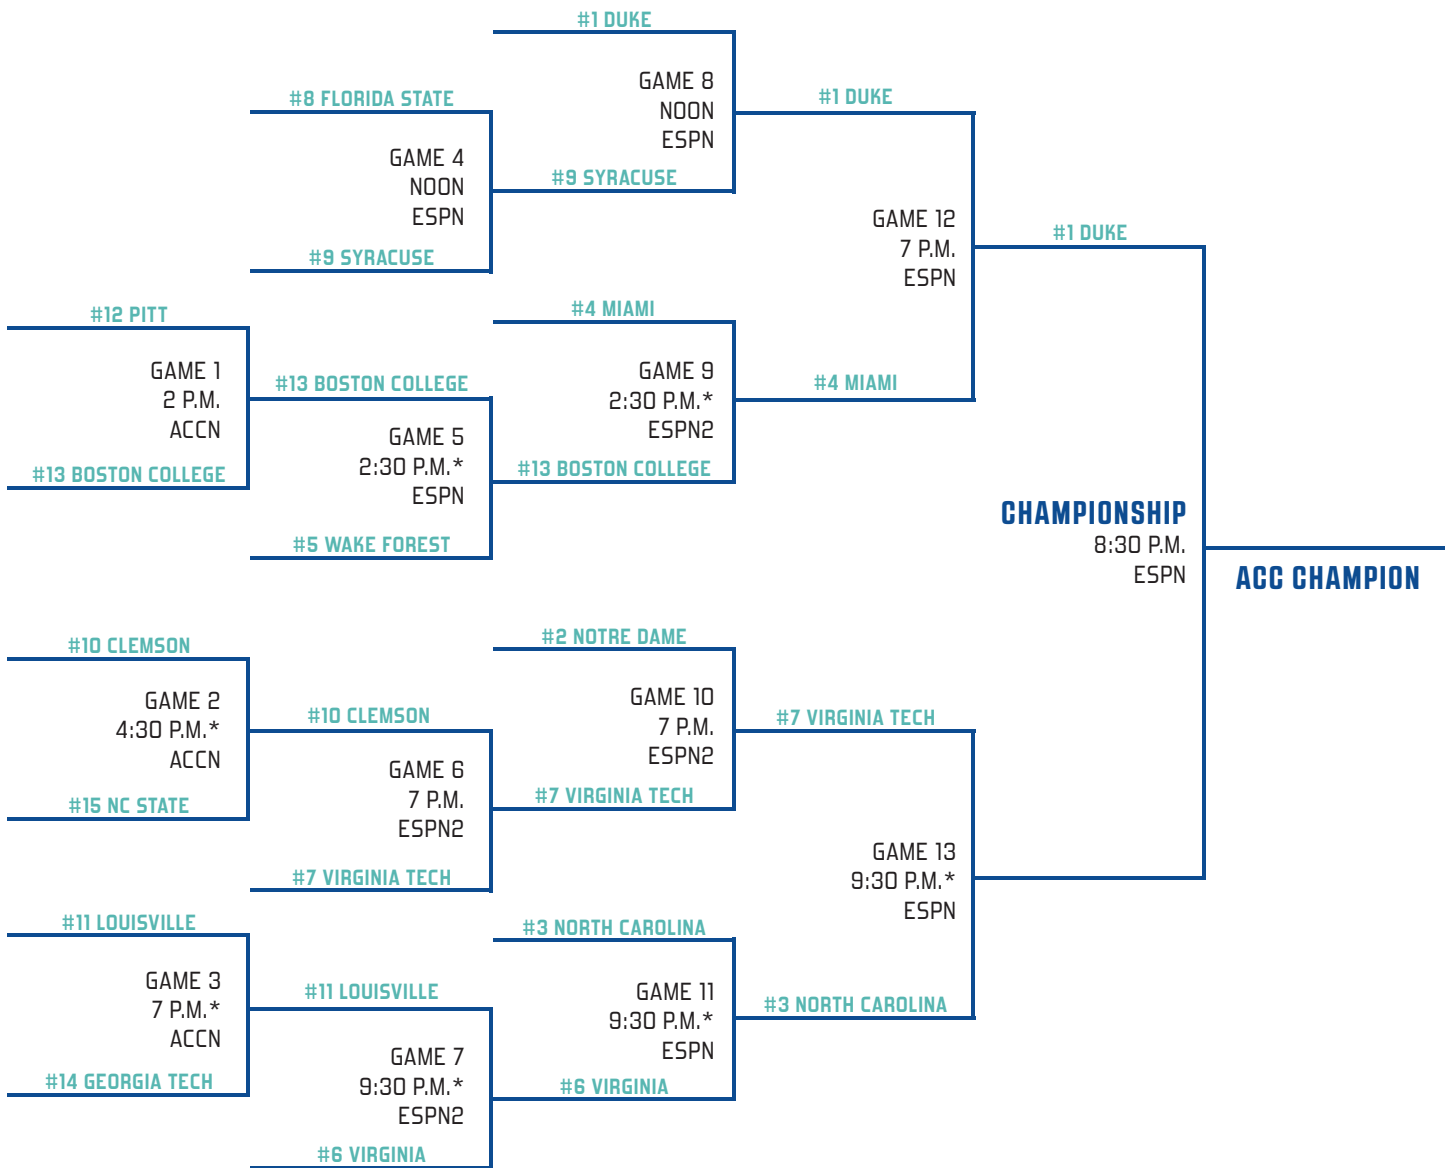 #1 DUKE
GAME 8
NOON
ESPN
#9 SYRACUSE
#8 FLORIDA STATE
GAME 4
NOON
ESPN
#9 SYRACUSE
#1 DUKE
GAME 12
7 P.M.
ESPN
#4 MIAMI
#1 DUKE
#12 PITT
GAME 1
2 P.M.
ACCN
#13 BOSTON COLLEGE
#13 BOSTON COLLEGE
GAME 5
2:30 P.M.*
ESPN
#5 WAKE FOREST
#4 MIAMI
GAME 9
2:30 P.M.*
ESPN2
#13 BOSTON COLLEGE
CHAMPIONSHIP
8:30 P.M.
ESPN
ACC CHAMPION
#10 CLEMSON
GAME 2
4:30 P.M.*
ACCN
#15 NC STATE
#10 CLEMSON
GAME 6
7 P.M.
ESPN2
#7 VIRGINIA TECH
#2 NOTRE DAME
GAME 10
7 P.M.
ESPN2
#7 VIRGINIA TECH
#7 VIRGINIA TECH
GAME 13
9:30 P.M.*
ESPN
#3 NORTH CAROLINA
#11 LOUISVILLE
GAME 3
7 P.M.*
ACCN
#14 GEORGIA TECH
#11 LOUISVILLE
GAME 7
9:30 P.M.*
ESPN2
#6 VIRGINIA
#3 NORTH CAROLINA
GAME 11
9:30 P.M.*
ESPN
#6 VIRGINIA